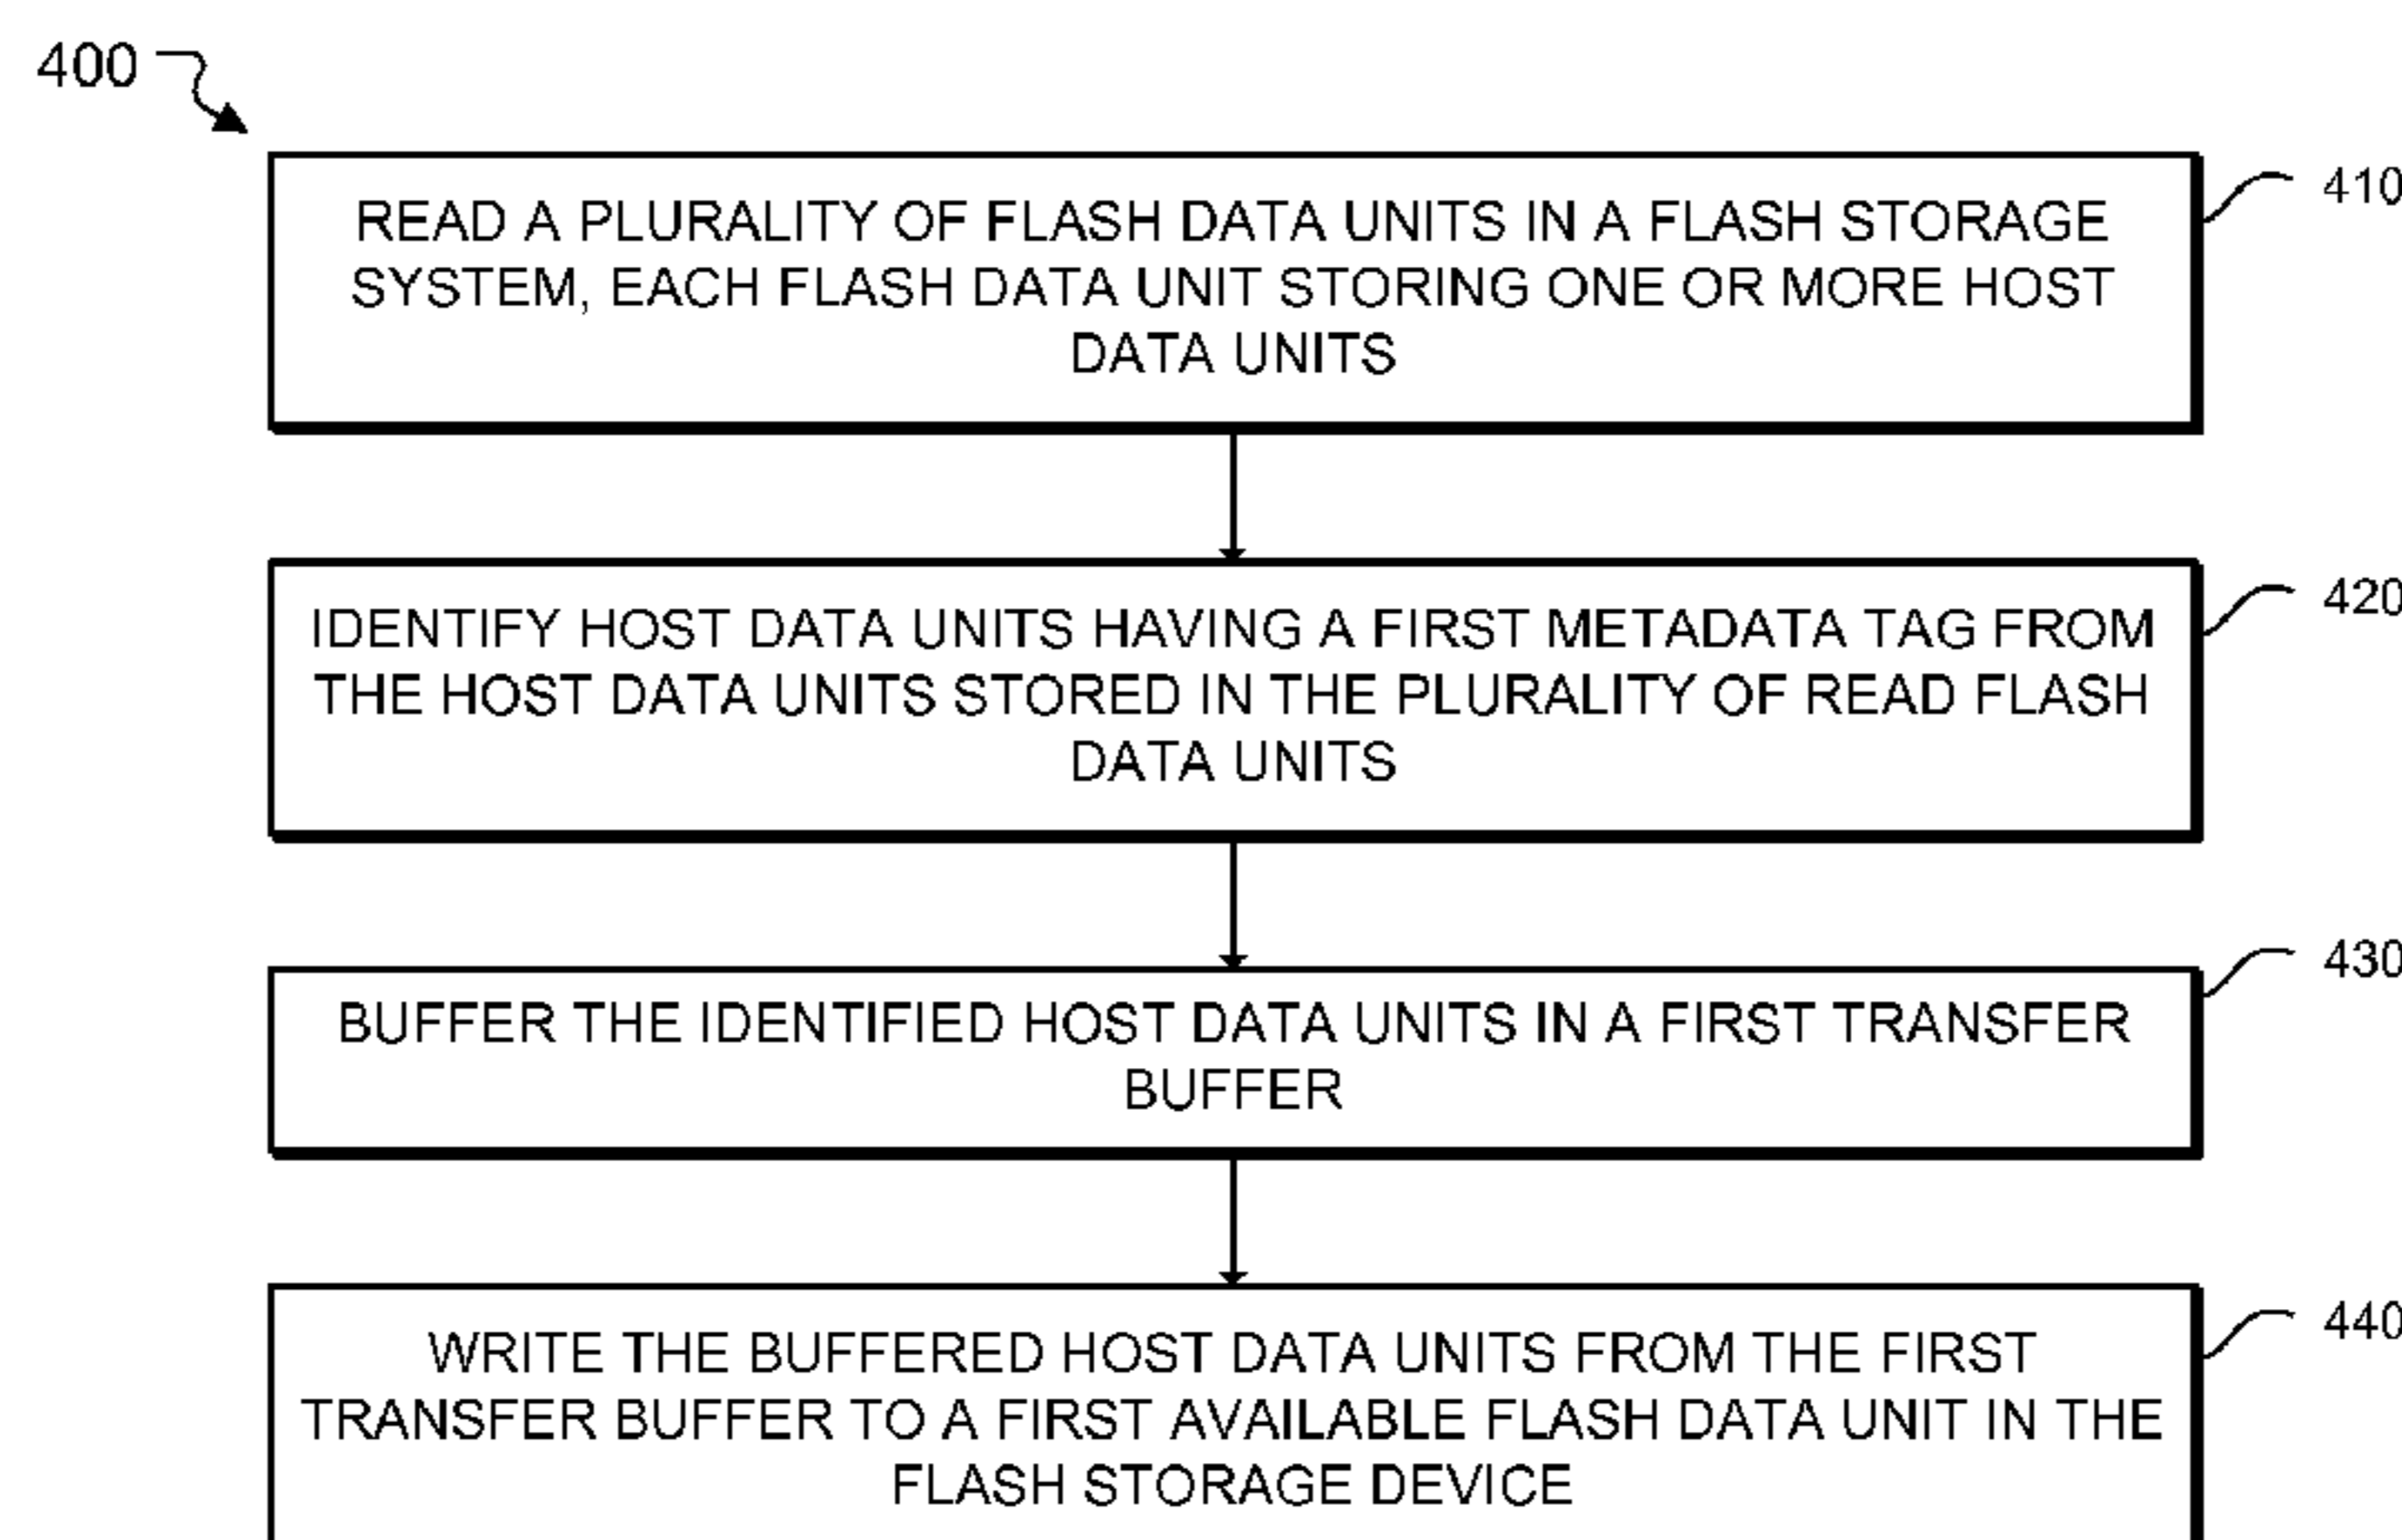 400
410
READ A PLURALITY OF FLASH DATA UNITS IN A FLASH STORAGE
SYSTEM, EACH FLASH DATA UNIT STORING ONE OR MORE HOST
DATA UNITS
420
IDENTIFY HOST DATA UNITS HAVING A FIRST METADATA TAG FROM
THE HOST DATA UNITS STORED IN THE PLURALITY OF READ FLASH
DATA UNITS
430
BUFFER THE IDENTIFIED HOST DATA UNITS IN A FIRST TRANSFER
BUFFER
440
WRITE THE BUFFERED HOST DATA UNITS FROM THE FIRST
TRANSFER BUFFER TO A FIRST AVAILABLE FLASH DATA UNIT IN THE
FLASH STORAGE DEVICE